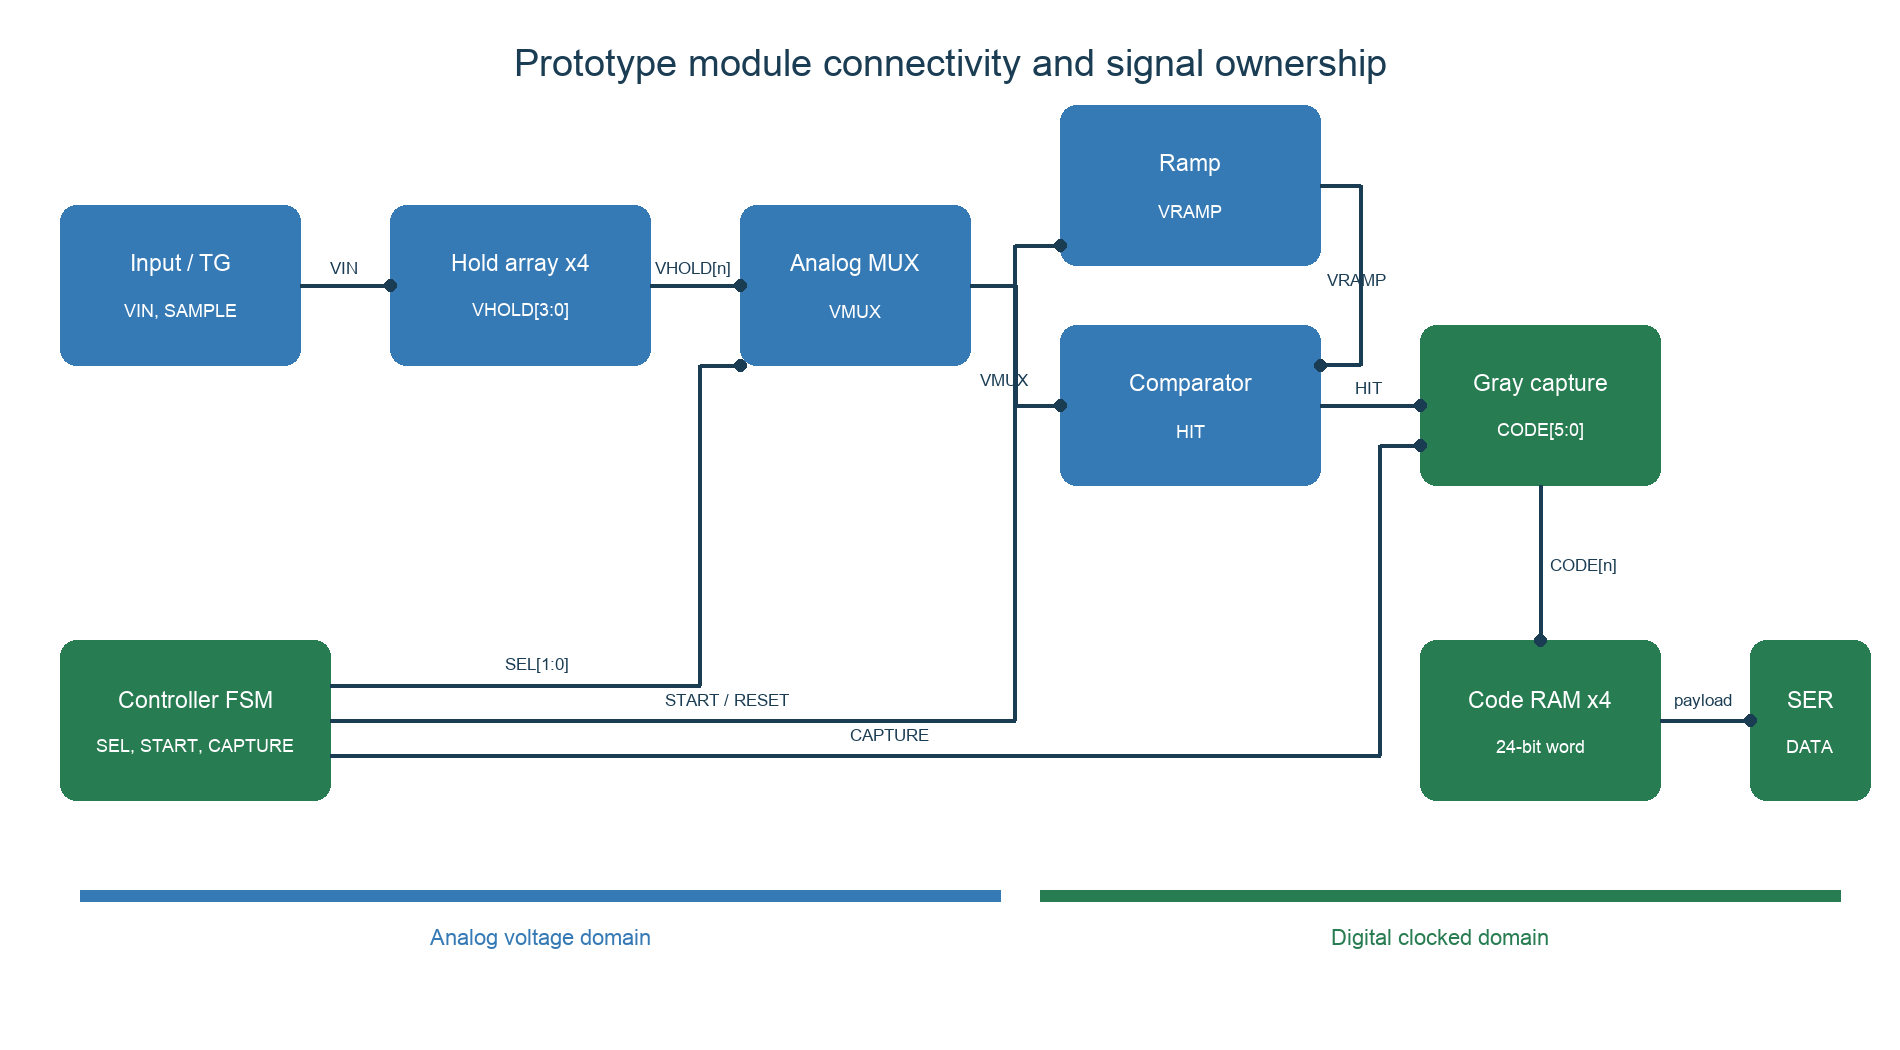 Prototype module connectivity and signal ownership
Ramp
VRAMP
Input / TG
VIN, SAMPLE
VIN
Hold array x4
VHOLD[3:0]
VHOLD[n]
Analog MUX
VMUX
VRAMP
VMUX
Comparator
HIT
HIT
Gray capture
CODE[5:0]
CODE[n]
Controller FSM
SEL, START, CAPTURE
SEL[1:0]
START / RESET
CAPTURE
Code RAM x4
24-bit word
payload
SER
DATA
Analog voltage domain
Digital clocked domain